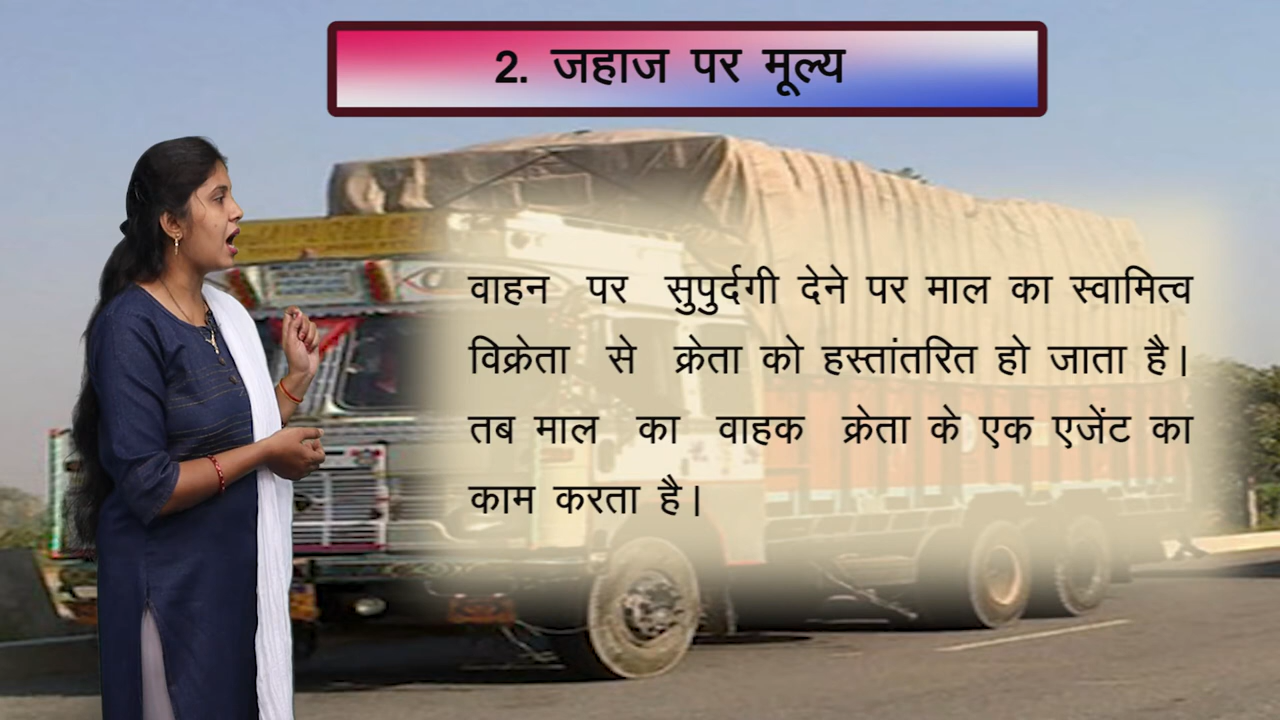 2. जहाज पर मूल्य
वाहन पर सुपुर्दगी देने पर माल का स्वामित्व
विक्रेता से क्रेता को हस्तांतरित हो जाता है।
तब माल का वाहक क्रेता के एक एजेंट का
काम करता है।